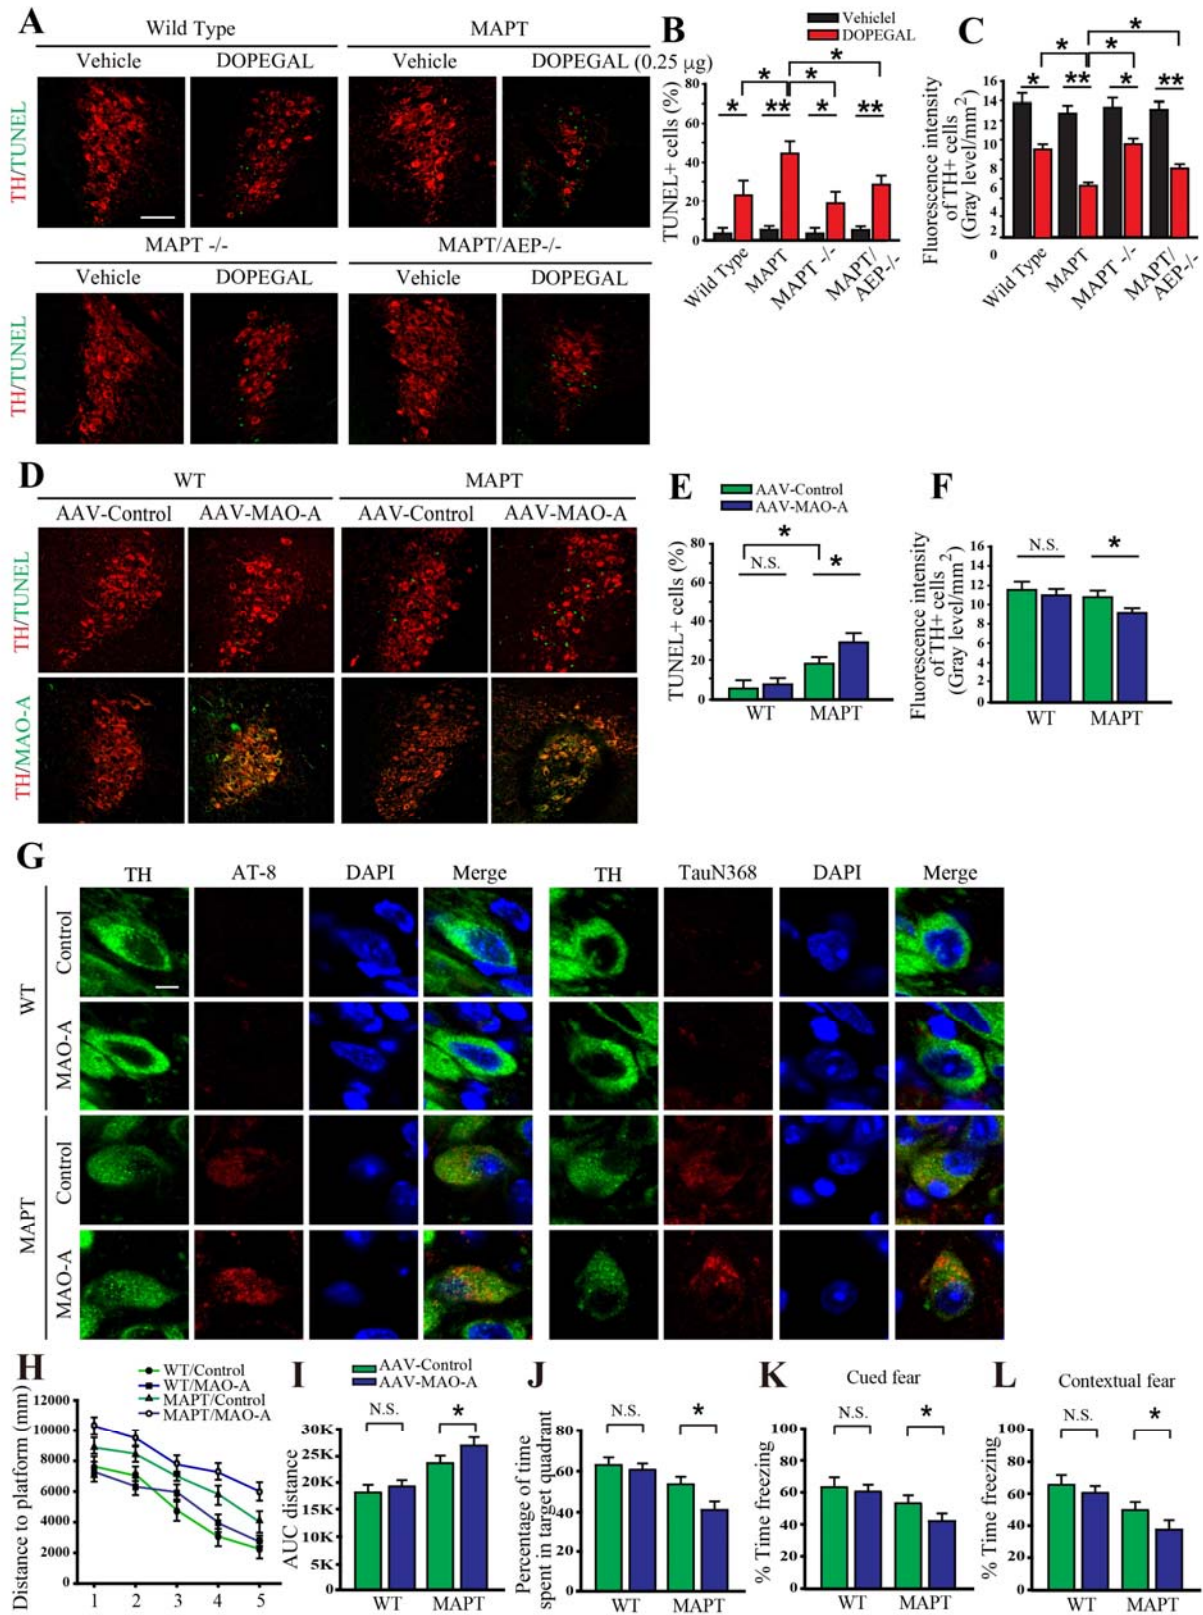 A
Wild Type
MAPT
Vehicle
DOPEGAL
Vehicle
DOPEGAL (0.25 µg)
TH/TUNEL
MAPT -/-
MAPT/AEP-/-
Vehicle
DOPEGAL
Vehicle
DOPEGAL
TH/TUNEL
B
Vehiclel
DOPEGAL
TUNEL+ cells (%)
80
60
40
20
0
* ** * **
* * *
Wild Type
MAPT
MAPT -/-
MAPT/
AEP-/-
C
Fluorescence intensity
of TH+ cells
(Gray level/mm2)
16
14
12
10
8
6
4
2
2
0
* ** * **
* * *
Wild Type
MAPT
MAPT -/-
MAPT/
AEP-/-
D
WT
MAPT
AAV-Control
AAV-MAO-A
AAV-Control
AAV-MAO-A
TH/TUNEL
TH/MAO-A
E
AAV-Control
AAV-MAO-A
TUNEL+ cells (%)
80
60
40
20
0
*
N.S.
*
WT
MAPT
F
Fluorescence intensity
of TH+ cells
(Gray level/mm2)
16
14
12
10
8
6
4
2
0
N.S.
*
WT
MAPT
G
TH
AT-8
DAPI
Merge
TH
TauN368
DAPI
Merge
WT
Control
MAO-A
MAPT
Control
MAO-A
H
WT/Control
WT/MAO-A
MAPT/Control
MAPT/MAO-A
Distance to platform (mm)
12000
10000
8000
6000
4000
2000
0
1 2 3 4 5
I
AAV-Control
AAV-MAO-A
AUC distance
30K
25K
20K
15K
10K
5K
0
N.S.
*
WT
MAPT
J
Percentage of time
spent in target quadrant
80
60
40
20
0
N.S.
*
WT
MAPT
K
Cued fear
% Time freezing
100
80
60
40
20
0
N.S.
*
WT
MAPT
L
Contextual fear
% Time freezing
100
80
60
40
20
0
N.S.
*
WT
MAPT